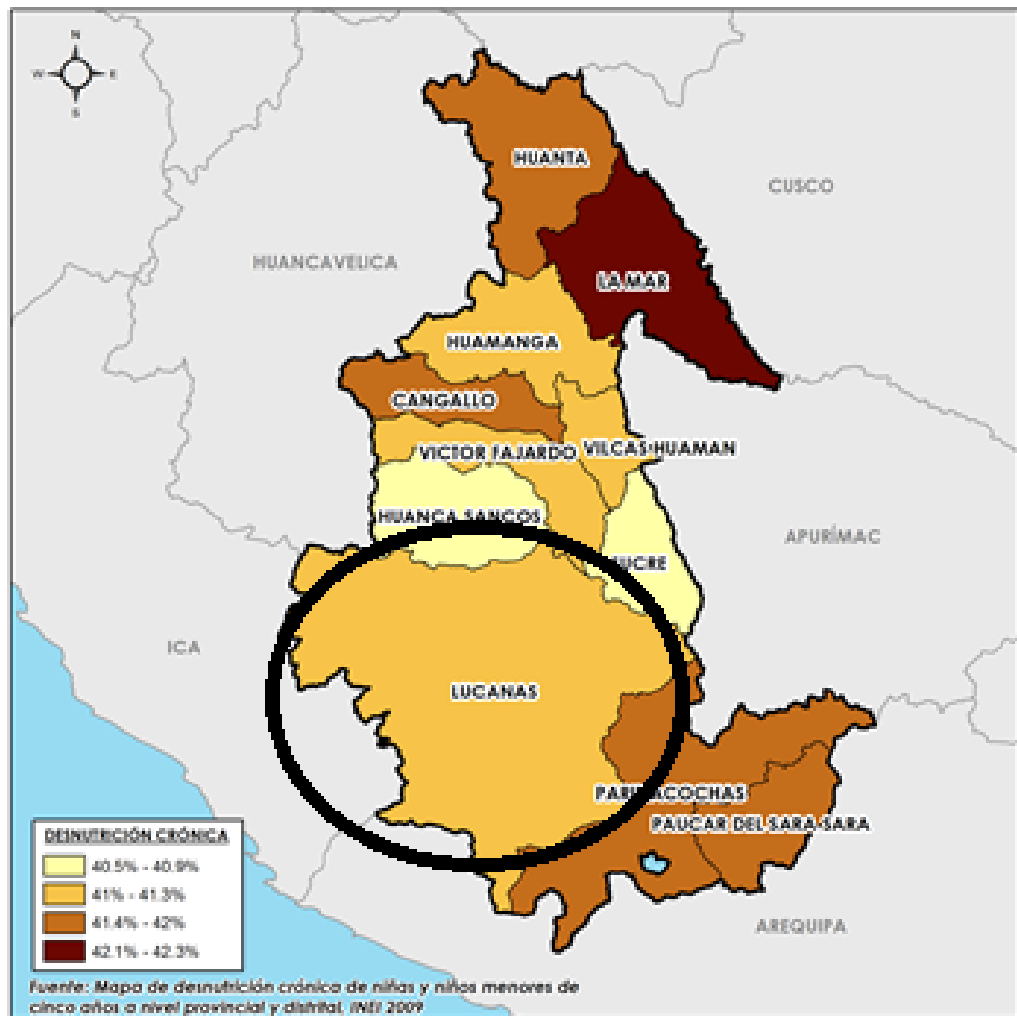 N
W E
S
HUANTA
CUSCO
HUANCAVELICA
LA MAR
HUAMANGA
CANGALLO
VICTOR FAJARDO
VILCAS HUAMAN
HUANCA SANCOS
APURÍMAC
SUCRE
ICA
LUCANAS
PARINACOCHAS
PAUCAR DEL SARA SARA
AREQUIPA
DESNUTRICIÓN CRÓNICA
40.5% - 40.9%
41% - 41.3%
41.4% - 42%
42.1% - 42.3%
Fuente: Mapa de desnutrición crónica de niñas y niños menores de
cinco años a nivel provincial y distrital, INEI 2009